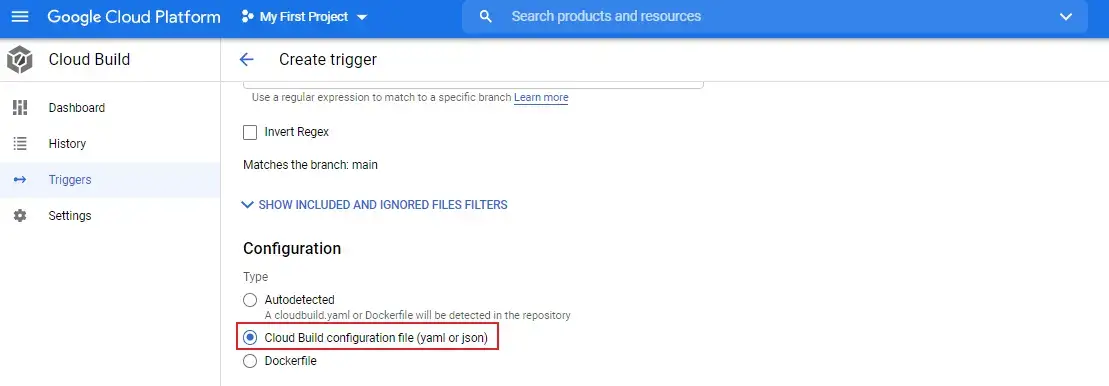 Google Cloud Platform
My First Project
Search products and resources
Cloud Build
Create trigger
Dashboard
History
Triggers
Settings
Use a regular expression to match to a specific branch Learn more
Invert Regex
Matches the branch: main
SHOW INCLUDED AND IGNORED FILES FILTERS
Configuration
Type
Autodetected
A cloudbuild.yaml or Dockerfile will be detected in the repository
Cloud Build configuration file (yaml or json)
Dockerfile